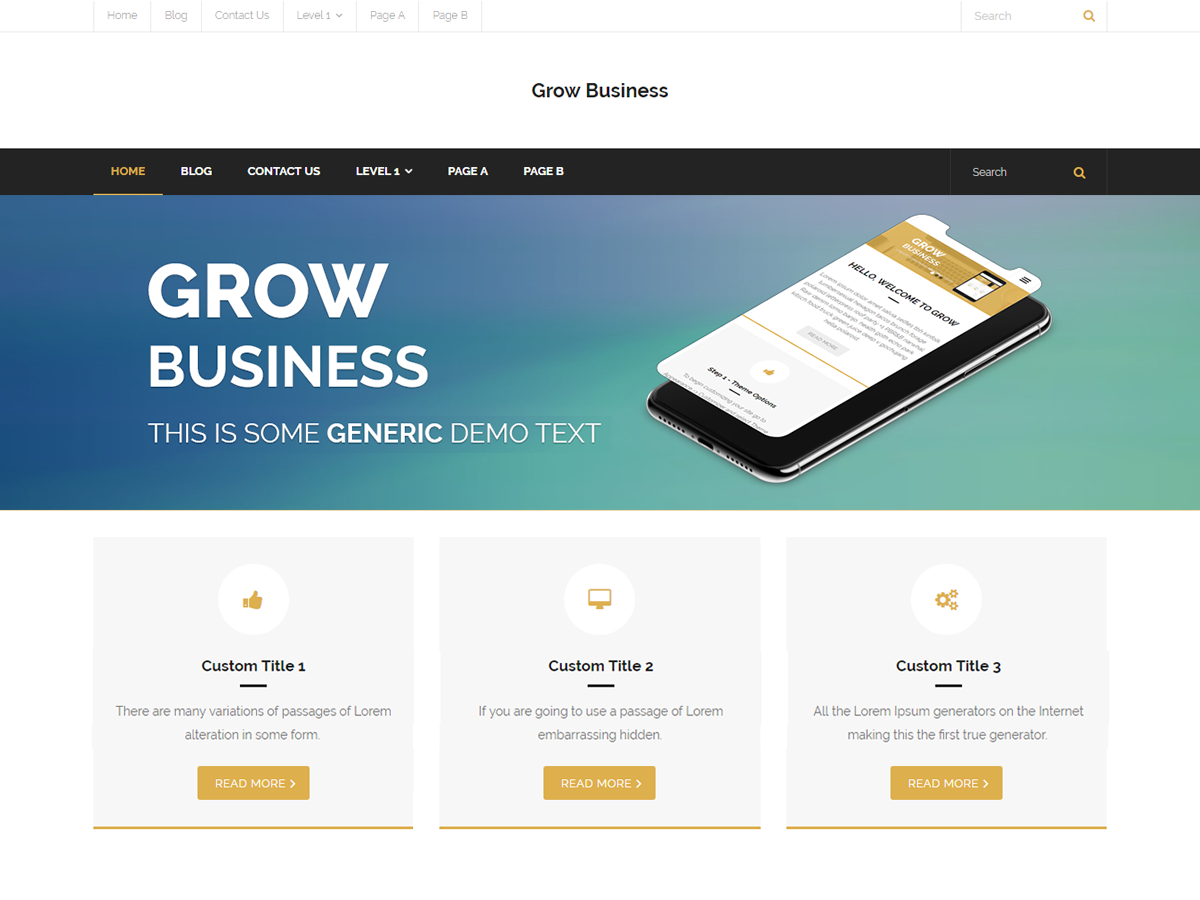 Home Blog Contact Us Level 1 Page A Page B Search
Grow Business
HOME BLOG CONTACT US LEVEL 1 PAGE A PAGE B Search
GROW
BUSINESS
THIS IS SOME GENERIC DEMO TEXT
GROW
BUSINESS
HELLO, WELCOME TO GROW
READ MORE
Step 1 - Theme Options
Custom Title 1
There are many variations of passages of Lorem
alteration in some form.
READ MORE
Custom Title 2
If you are going to use a passage of Lorem
embarrassing hidden.
READ MORE
Custom Title 3
All the Lorem Ipsum generators on the Internet
making this the first true generator.
READ MORE